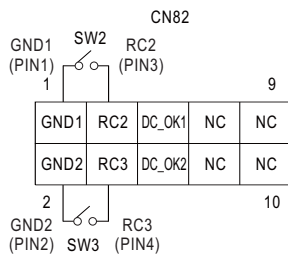 CN82
GND1 SW2 RC2
(PIN1) (PIN3)
1 9
GND1 RC2 DC_OK1 NC NC
GND2 RC3 DC_OK2 NC NC
2 10
GND2 RC3
(PIN2) SW3 (PIN4)